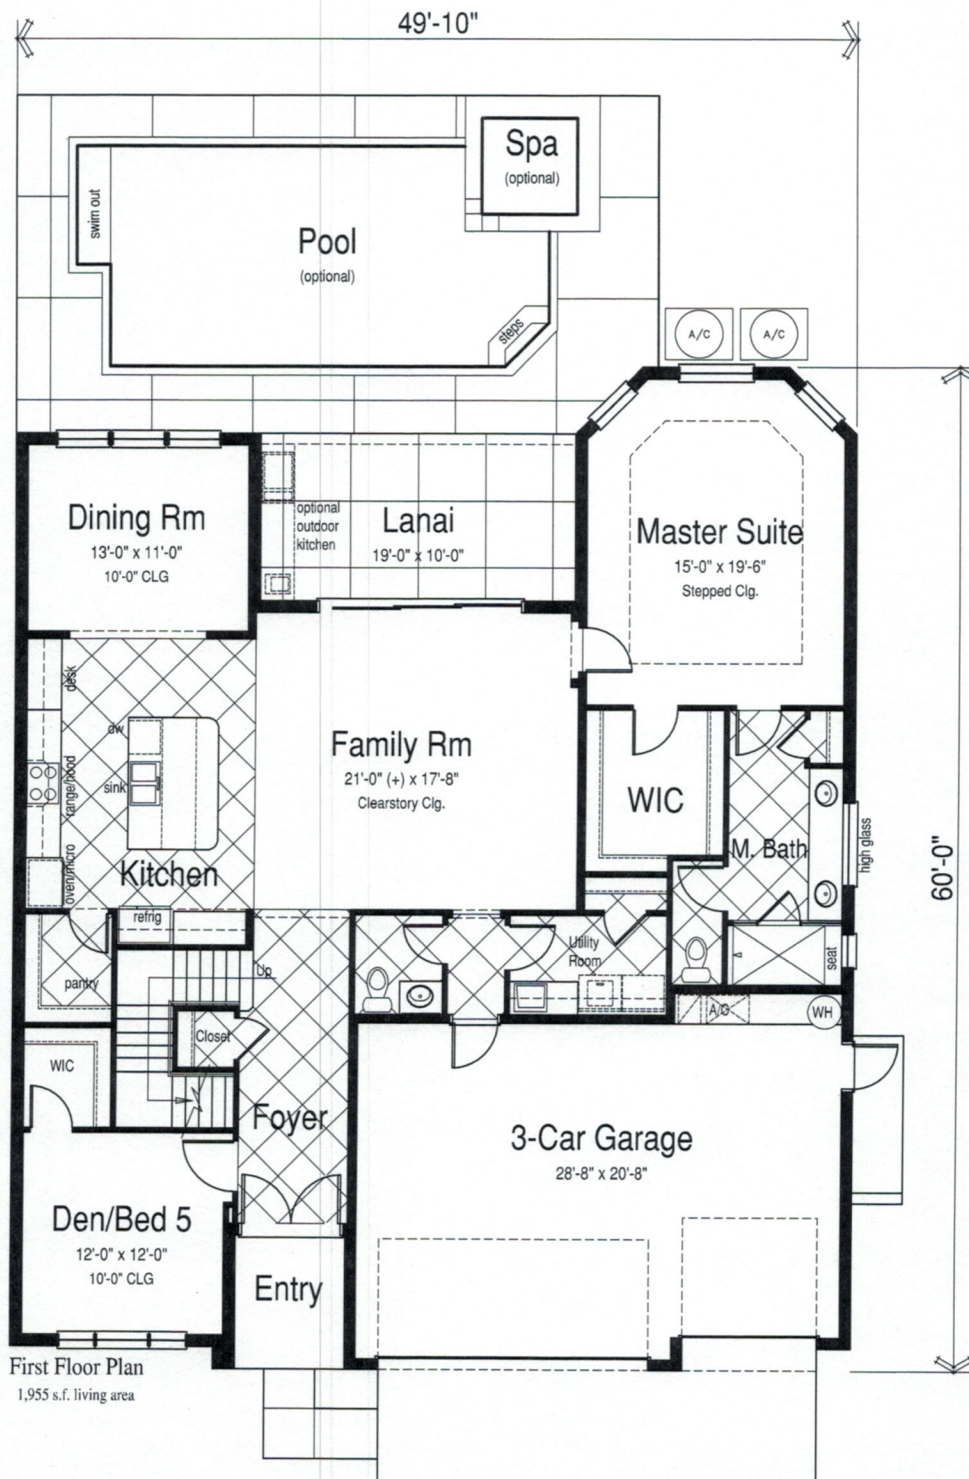 49'-10"
Spa
(optional)
swim out
Pool
(optional)
steps
A/C
A/C
Dining Rm
13'-0" x 11'-0"
10'-0" CLG
optional
outdoor
kitchen
Lanai
19'-0" x 10'-0"
Master Suite
15'-0" x 19'-6"
Stepped Clg.
desk
dw
sink
range/hood
oven/micro
Kitchen
refrig
Family Rm
21'-0" (+) x 17'-8"
Clearstory Clg.
WIC
M. Bath
high glass
60'-0"
pantry
Up
Utility
Room
seat
A/C
WH
Closet
WIC
Foyer
3-Car Garage
28'-8" x 20'-8"
Den/Bed 5
12'-0" x 12'-0"
10'-0" CLG
Entry
First Floor Plan
1,955 s.f. living area